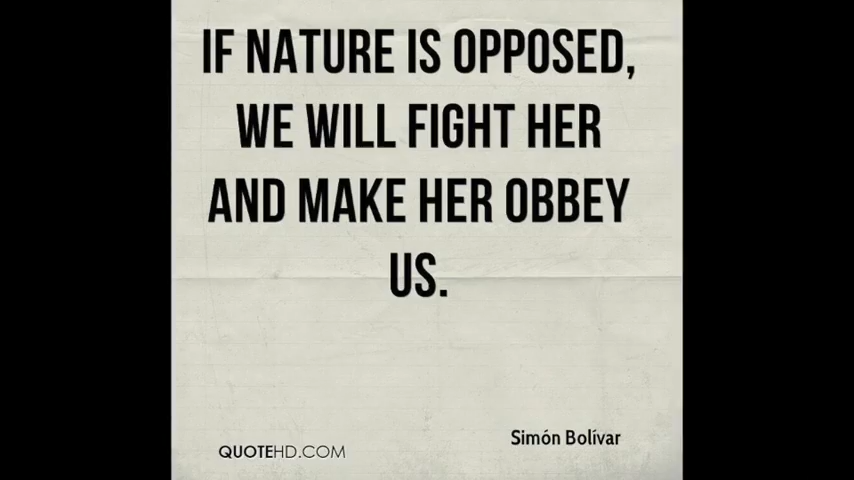 IF NATURE IS OPPOSED,
WE WILL FIGHT HER
AND MAKE HER OBBEY
US.
Simón Bolívar
QUOTEHD.COM